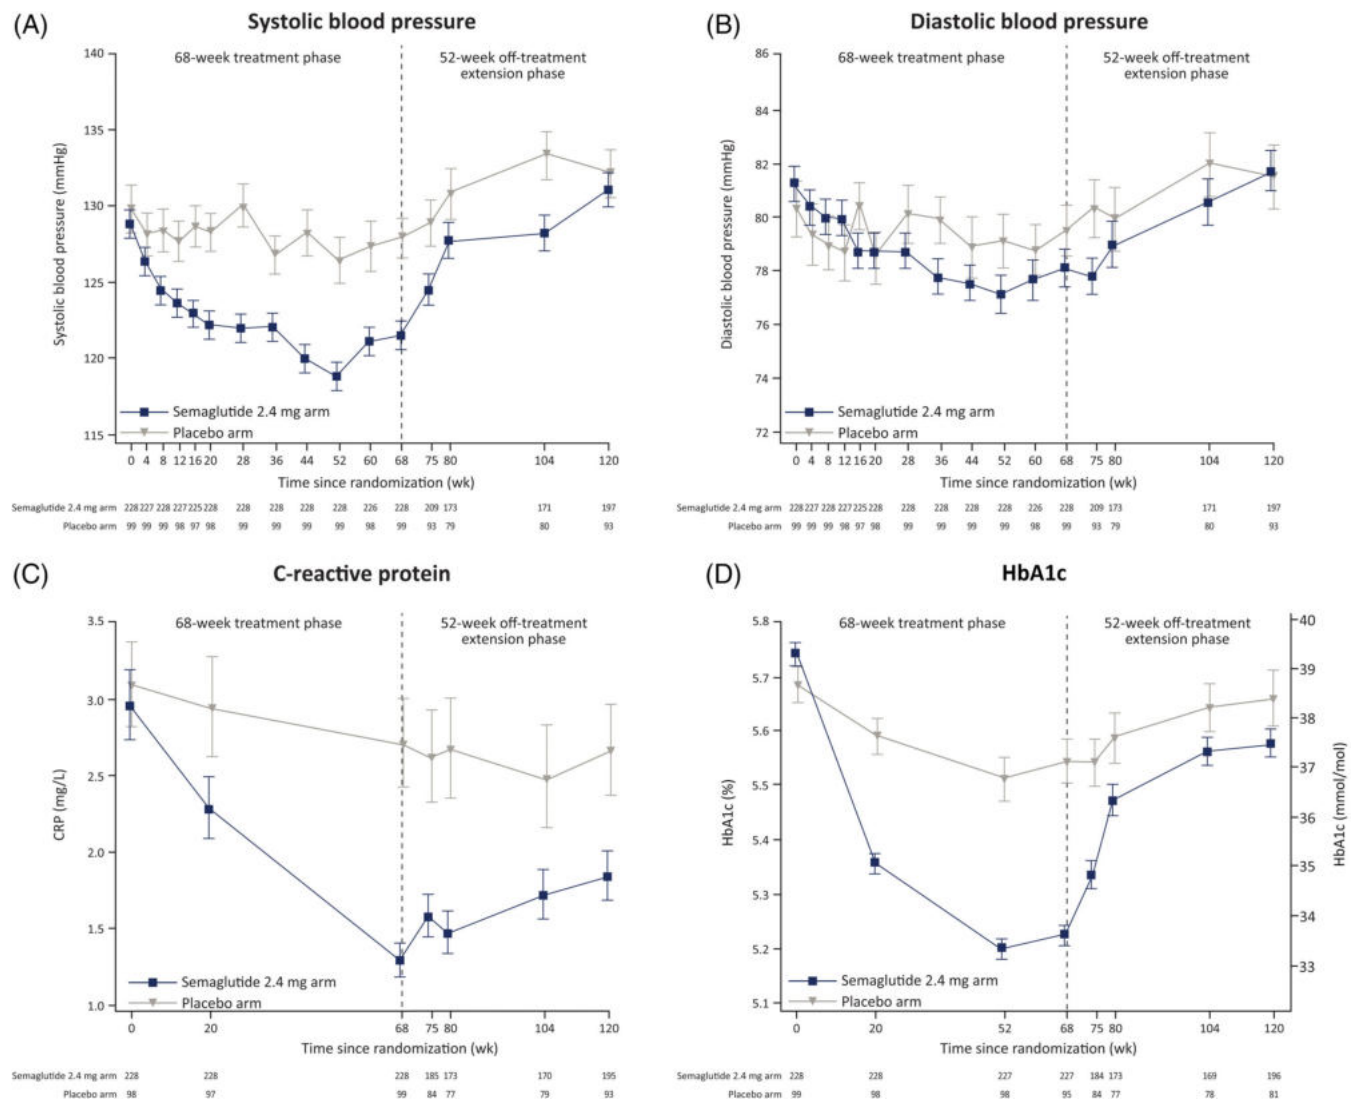 (A)
Systolic blood pressure
140
135
130
125
120
115
Systolic blood pressure (mmHg)
68-week treatment phase
52-week off-treatment
extension phase
Semaglutide 2.4 mg arm
Placebo arm
0 4 8 12 16 20 28 36 44 52 60 68 75 80 104 120
Time since randomization (wk)
Semaglutide 2.4 mg arm 228 227 228 227 225 228 228 228 228 228 226 228 209 173 171 197
Placebo arm 99 99 99 98 97 98 99 99 99 99 98 99 93 79 80 93
(B)
Diastolic blood pressure
86
84
82
80
78
76
74
72
Diastolic blood pressure (mmHg)
68-week treatment phase
52-week off-treatment
extension phase
Semaglutide 2.4 mg arm
Placebo arm
0 4 8 12 16 20 28 36 44 52 60 68 75 80 104 120
Time since randomization (wk)
Semaglutide 2.4 mg arm 228 227 228 228 225 228 228 228 228 228 226 228 209 173 171 197
Placebo arm 99 99 99 98 97 98 99 99 99 99 98 99 93 79 80 93
(C)
C-reactive protein
3.5
3.0
2.5
2.0
1.5
1.0
CRP (mg/L)
68-week treatment phase
52-week off-treatment
extension phase
Semaglutide 2.4 mg arm
Placebo arm
0 20 68 75 80 104 120
Time since randomization (wk)
Semaglutide 2.4 mg arm 228 228 228 185 173 170 195
Placebo arm 98 97 99 84 77 79 93
(D)
HbA1c
5.8
5.7
5.6
5.5
5.4
5.3
5.2
5.1
HbA1c (%)
68-week treatment phase
52-week off-treatment
extension phase
40
39
38
37
36
35
34
33
HbA1c (mmol/mol)
Semaglutide 2.4 mg arm
Placebo arm
0 20 52 68 75 80 104 120
Time since randomization (wk)
Semaglutide 2.4 mg arm 228 228 227 227 184 173 169 196
Placebo arm 99 98 98 95 84 77 78 81